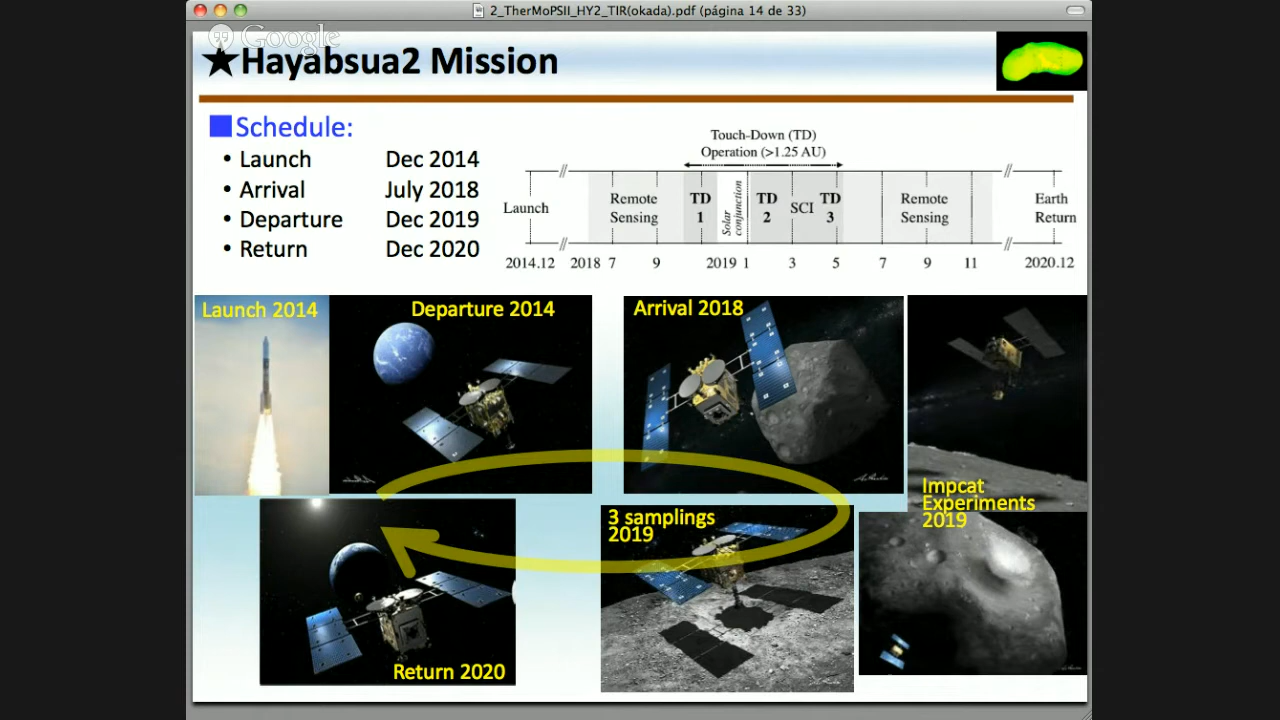 2_TherMoPSII_HY2_TIR(okada).pdf (página 14 de 33)
Google
★Hayabsua2 Mission
Schedule:
• Launch Dec 2014
• Arrival July 2018
• Departure Dec 2019
• Return Dec 2020
Touch-Down (TD)
Operation (>1.25 AU)
Launch
Remote
Sensing
TD
1
Solar
conjunction
TD
2
SCI
TD
3
Remote
Sensing
Earth
Return
2014.12 2018 7 9 2019 1 3 5 7 9 11 2020.12
Launch 2014
Departure 2014
Arrival 2018
Impcat
Experiments
2019
3 samplings
2019
Return 2020